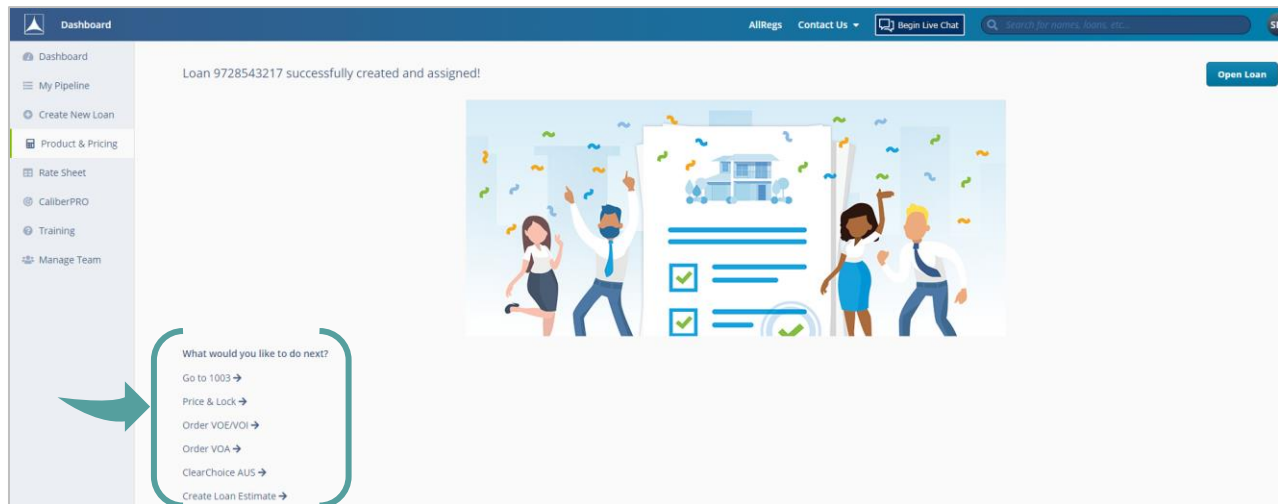 Dashboard
AllRegs Contact Us Begin Live Chat Search for names, loans, etc...
Dashboard
My Pipeline
Create New Loan
Product & Pricing
Rate Sheet
CaliberPRO
Training
Manage Team
Loan 9728543217 successfully created and assigned!
Open Loan
What would you like to do next?
Go to 1003 →
Price & Lock →
Order VOE/VOI →
Order VOA →
ClearChoice AUS →
Create Loan Estimate →